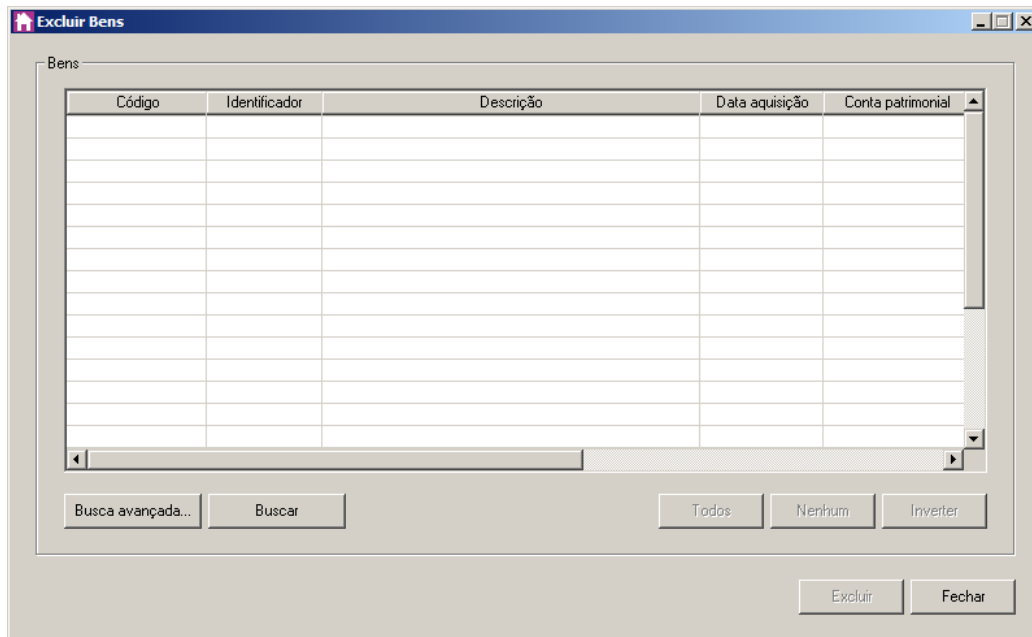 Excluir Bens
Bens
Código Identificador Descrição Data aquisição Conta patrimonial
Busca avançada... Buscar Todos Nenhum Inverter
Excluir Fechar